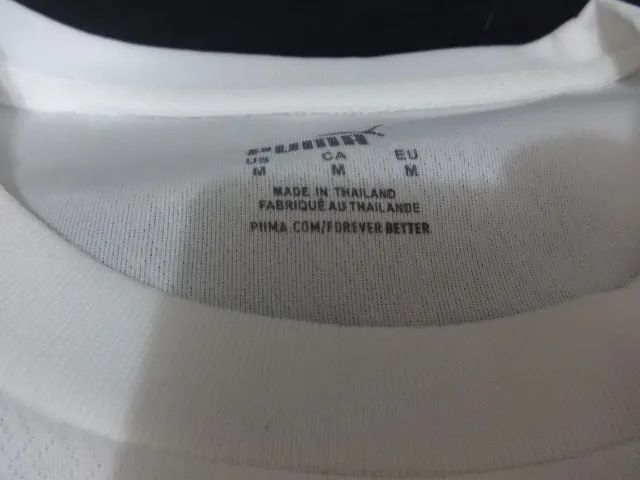 PUMA
US CA EU
M M M
MADE IN THAILAND
FABRIQUÉ AU THAILANDE
PUMA.COM/FOREVER BETTER